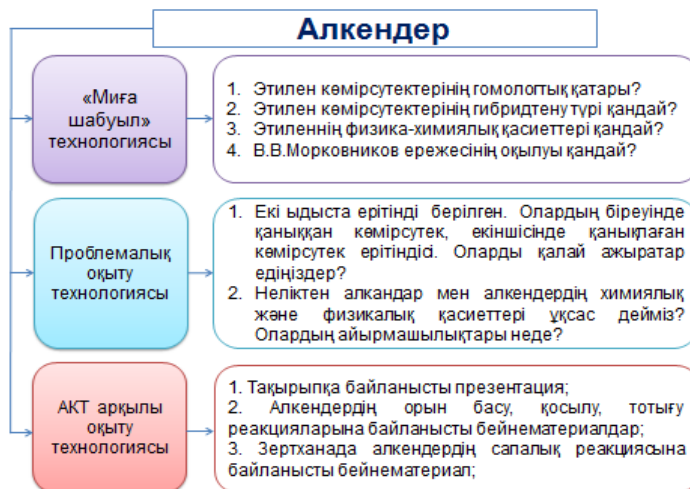 Алкендер
«Миға
шабуыл»
технологиясы
1. Этилен көмірсутектерінің гомологтық қатары?
2. Этилен көмірсутектерінің гибридтену түрі қандай?
3. Этиленнің физика-химиялық қасиеттері қандай?
4. В.В.Морковников ережесінің оқылуы қандай?
Проблемалық
оқыту
технологиясы
1. Екі ыдыста ерітінді берілген. Олардың біреуінде
қаныққан көмірсутек, екіншісінде қанықпаған
көмірсутек ерітіндісі. Оларды қалай ажыратар
едіңіздер?
2. Неліктен алкандар мен алкендердің химиялық
және физикалық қасиеттері ұқсас дейміз?
Олардың айырмашылықтары неде?
АКТ арқылы
оқыту
технологиясы
1. Тақырыпқа байланысты презентация;
2. Алкендердің орын басу, қосылу, тотығу
реакцияларына байланысты бейнематериалдар;
3. Зертханада алкендердің сапалық реакциясына
байланысты бейнематериал;